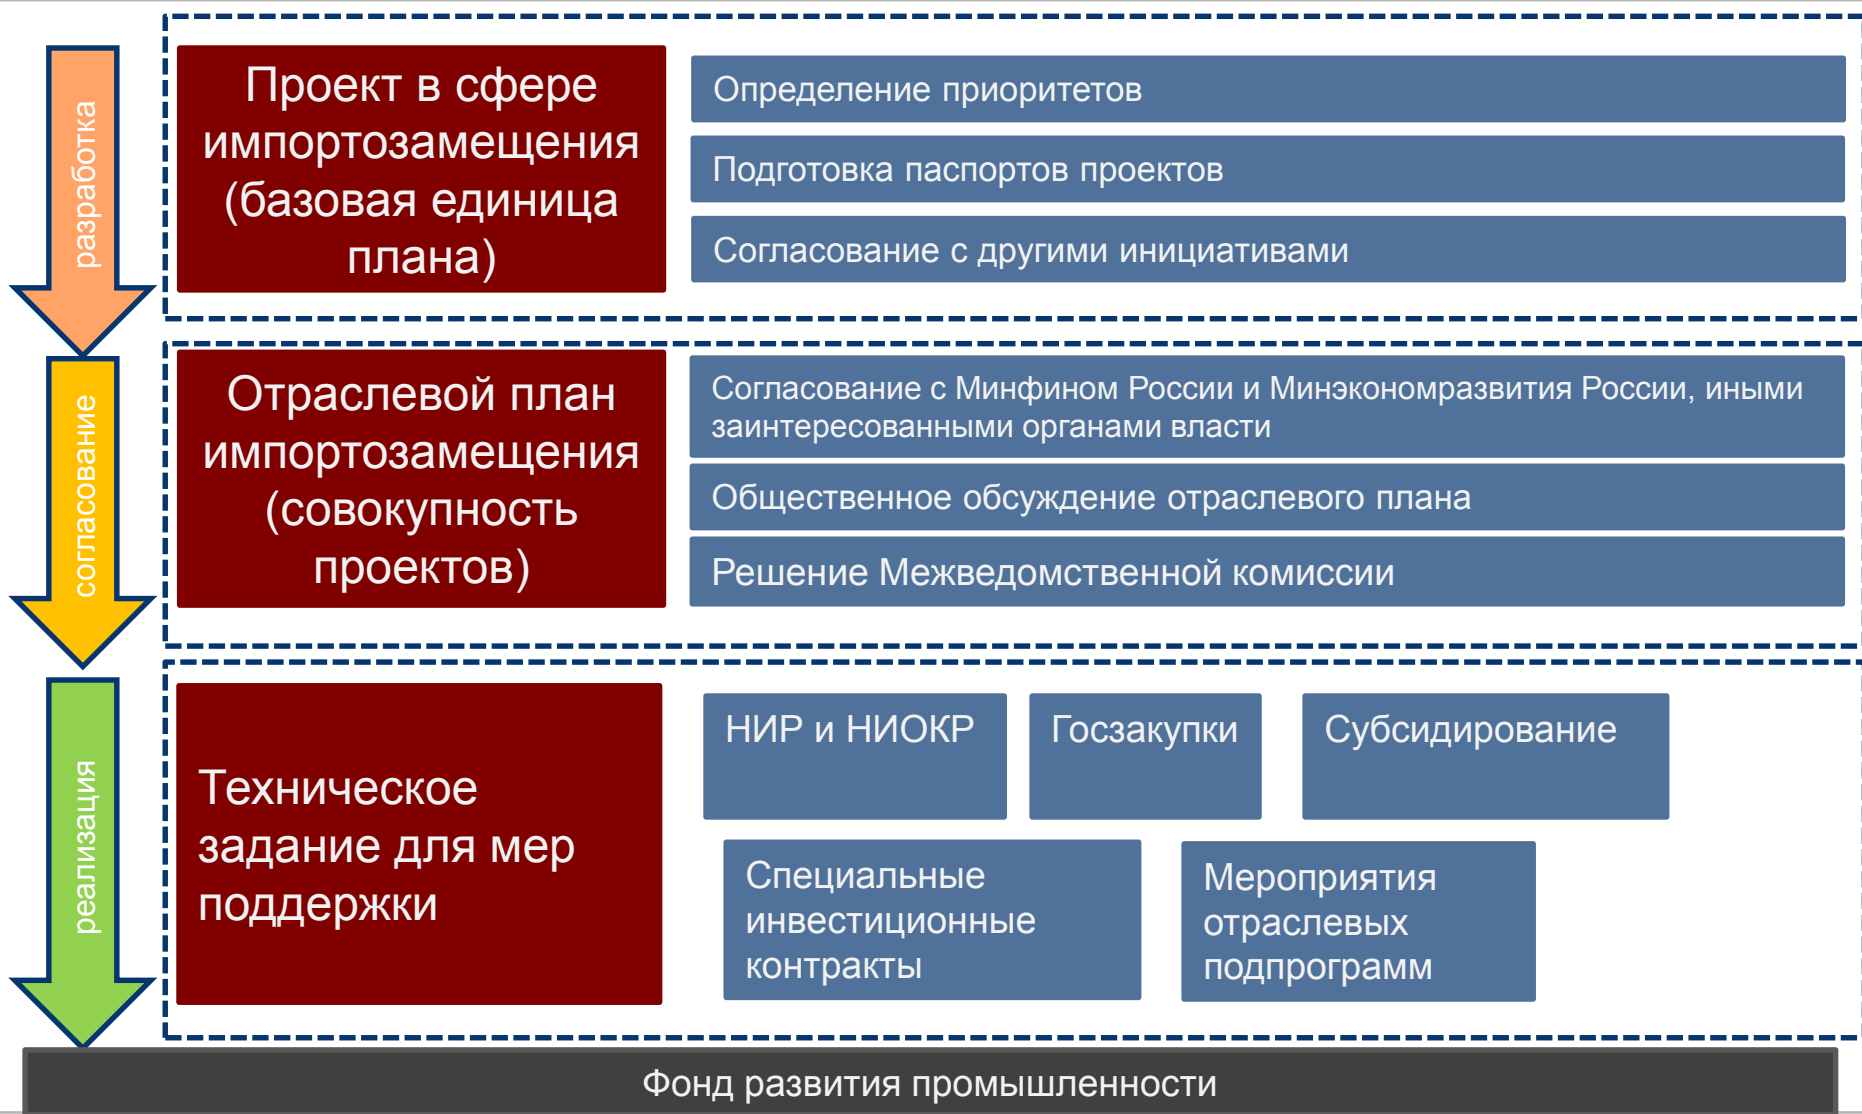 разработка
Проект в сфере
импортозамещения
(базовая единица
плана)
Определение приоритетов
Подготовка паспортов проектов
Согласование с другими инициативами
согласование
Отраслевой план
импортозамещения
(совокупность
проектов)
Согласование с Минфином России и Минэкономразвития России, иными
заинтересованными органами власти
Общественное обсуждение отраслевого плана
Решение Межведомственной комиссии
реализация
Техническое
задание для мер
поддержки
НИР и НИОКР
Госзакупки
Субсидирование
Специальные
инвестиционные
контракты
Мероприятия
отраслевых
подпрограмм
Фонд развития промышленности